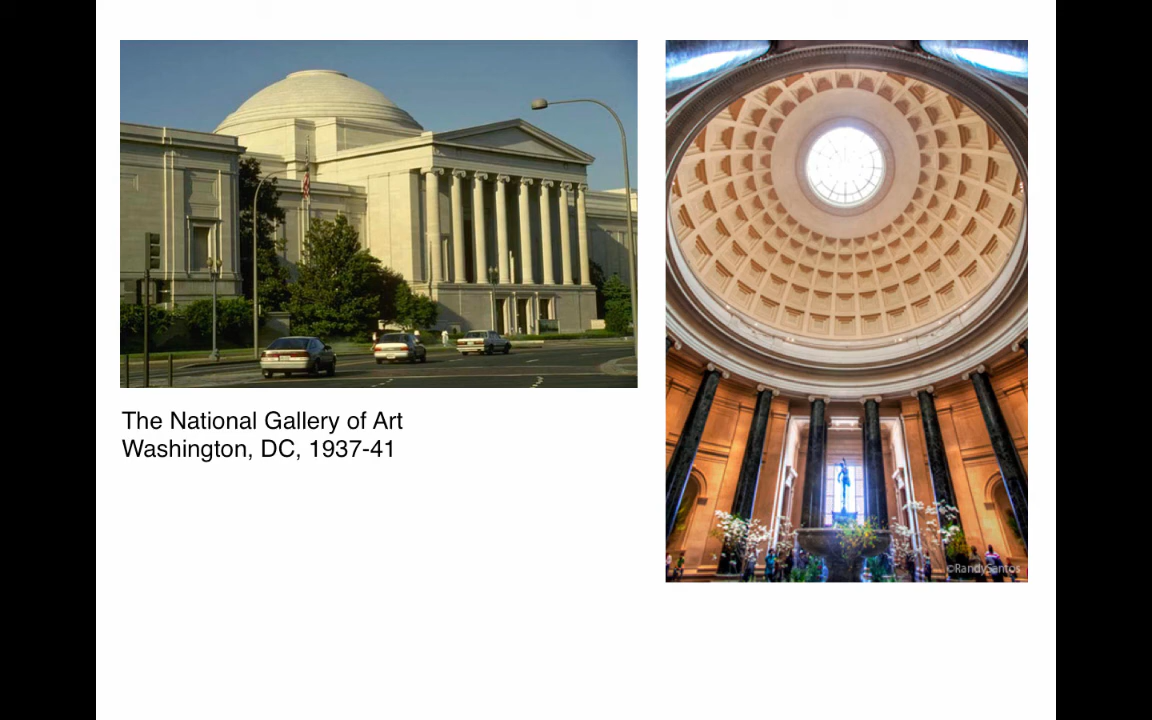 The National Gallery of Art
Washington, DC, 1937-41
©RandySantos